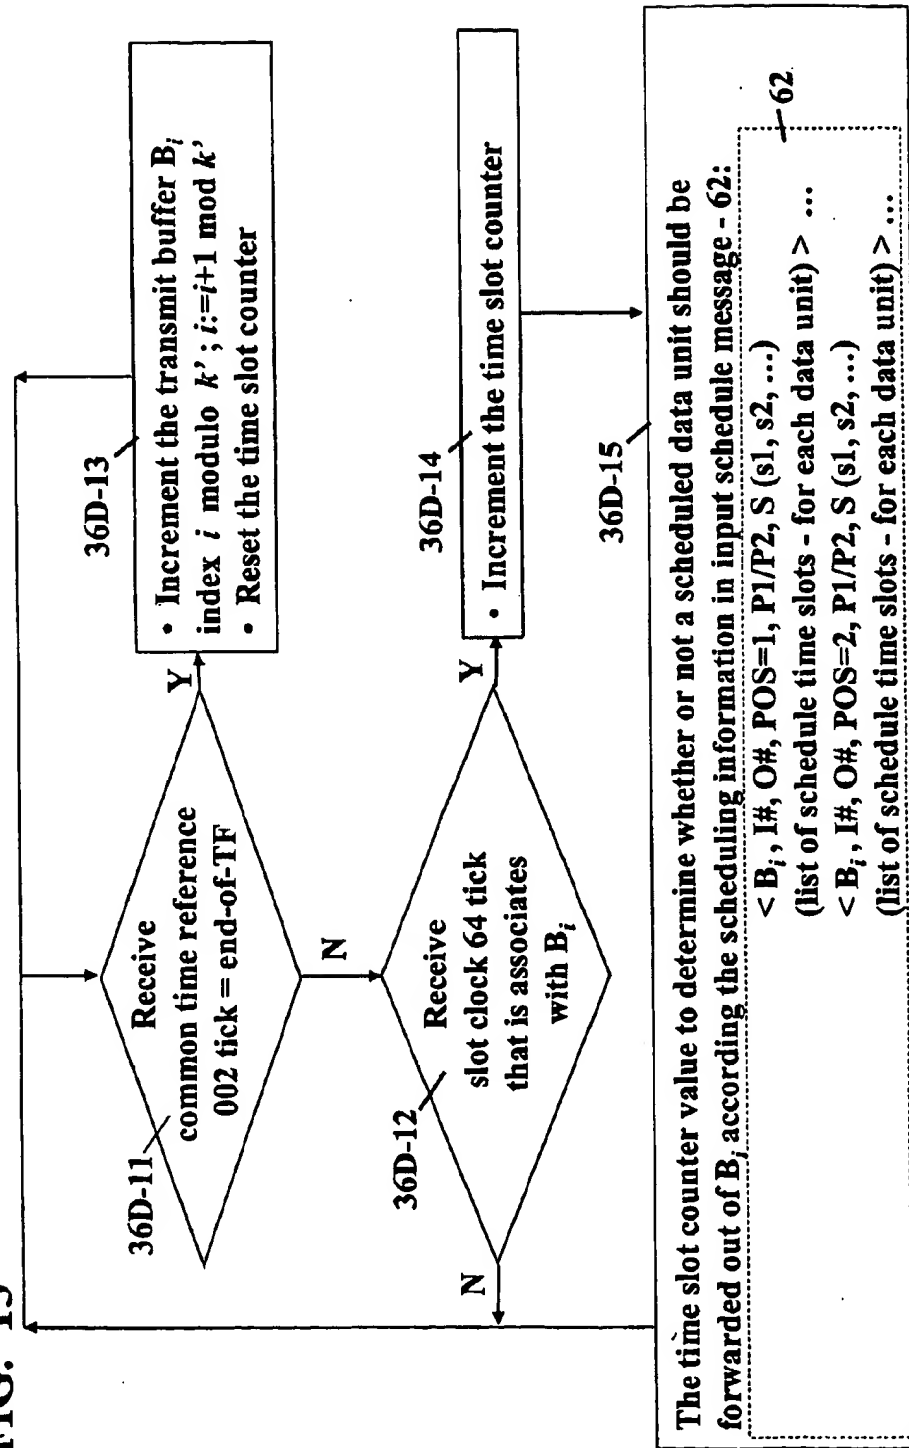 FIG. 15
Receive
common time reference
002 tick = end-of-TF
36D-11
Y
36D-13
• Increment the transmit buffer Bi
index i modulo k' ; i:=i+1 mod k'
• Reset the time slot counter
N
Receive
slot clock 64 tick
that is associates
with Bi
36D-12
N
Y
36D-14
• Increment the time slot counter
36D-15
The time slot counter value to determine whether or not a scheduled data unit should be
forwarded out of Bi according the scheduling information in input schedule message - 62:
62
< Bi, I#, O#, POS=1, P1/P2, S (s1, s2, ...)
(list of schedule time slots - for each data unit) > ...
< Bi, I#, O#, POS=2, P1/P2, S (s1, s2, ...)
(list of schedule time slots - for each data unit) > ...